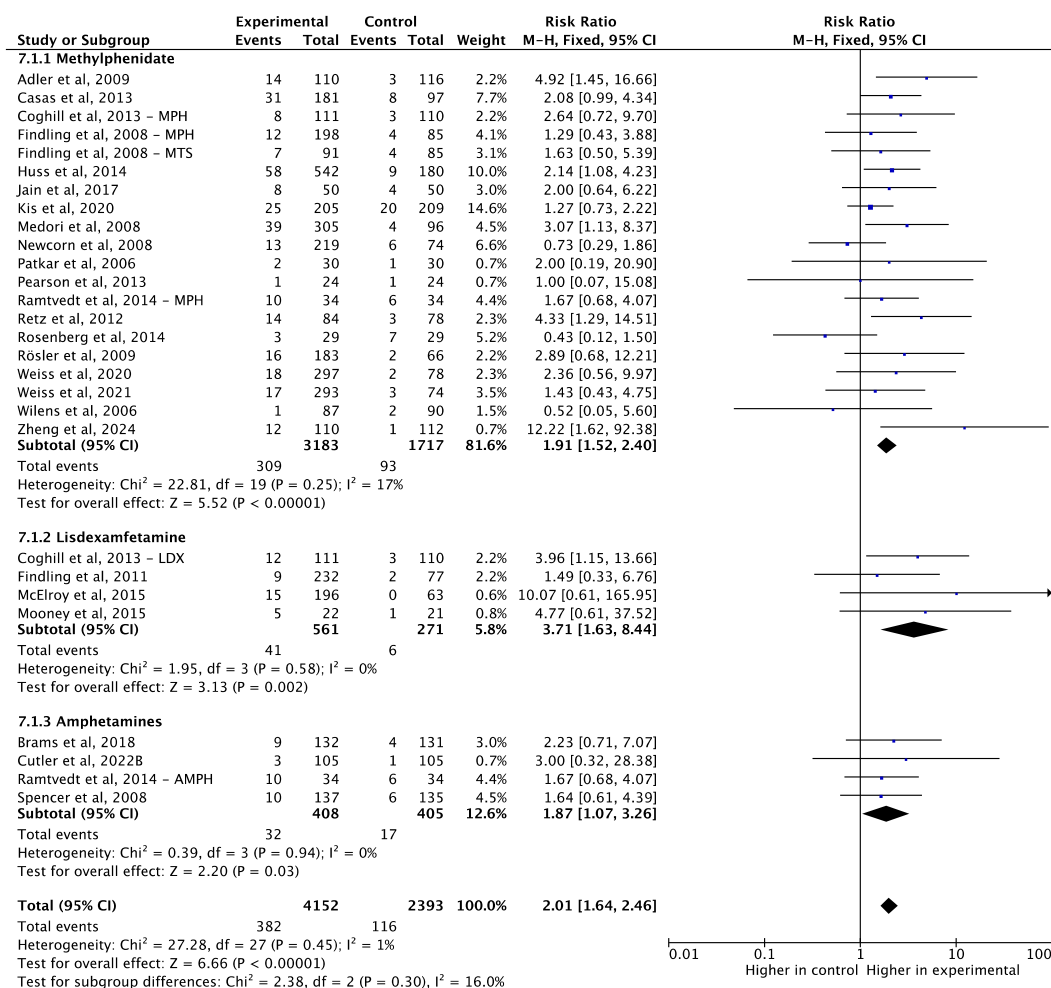 Experimental Control Risk Ratio Risk Ratio
Study or Subgroup Events Total Events Total Weight M-H, Fixed, 95% CI M-H, Fixed, 95% CI
7.1.1 Methylphenidate
Adler et al, 2009 14 110 3 116 2.2% 4.92 [1.45, 16.66]
Casas et al, 2013 31 181 8 97 7.7% 2.08 [0.99, 4.34]
Coghill et al, 2013 – MPH 8 111 3 110 2.2% 2.64 [0.72, 9.70]
Findling et al, 2008 – MPH 12 198 4 85 4.1% 1.29 [0.43, 3.88]
Findling et al, 2008 – MTS 7 91 4 85 3.1% 1.63 [0.50, 5.39]
Huss et al, 2014 58 542 9 180 10.0% 2.14 [1.08, 4.23]
Jain et al, 2017 8 50 4 50 3.0% 2.00 [0.64, 6.22]
Kis et al, 2020 25 205 20 209 14.6% 1.27 [0.73, 2.22]
Medori et al, 2008 39 305 4 96 4.5% 3.07 [1.13, 8.37]
Newcorn et al, 2008 13 219 6 74 6.6% 0.73 [0.29, 1.86]
Patkar et al, 2006 2 30 1 30 0.7% 2.00 [0.19, 20.90]
Pearson et al, 2013 1 24 1 24 0.7% 1.00 [0.07, 15.08]
Ramtvedt et al, 2014 – MPH 10 34 6 34 4.4% 1.67 [0.68, 4.07]
Retz et al, 2012 14 84 3 78 2.3% 4.33 [1.29, 14.51]
Rosenberg et al, 2014 3 29 7 29 5.1% 0.43 [0.12, 1.50]
Rösler et al, 2009 16 183 2 66 2.2% 2.89 [0.68, 12.21]
Weiss et al, 2020 18 297 2 78 2.3% 2.36 [0.56, 9.97]
Weiss et al, 2021 17 293 3 74 3.5% 1.43 [0.43, 4.75]
Wilens et al, 2006 1 87 2 90 1.5% 0.52 [0.05, 5.60]
Zheng et al, 2024 12 110 1 112 0.7% 12.22 [1.62, 92.38]
Subtotal (95% CI) 3183 1717 81.6% 1.91 [1.52, 2.40]
Total events 309 93
Heterogeneity: Chi² = 22.81, df = 19 (P = 0.25); I² = 17%
Test for overall effect: Z = 5.52 (P < 0.00001)
7.1.2 Lisdexamfetamine
Coghill et al, 2013 – LDX 12 111 3 110 2.2% 3.96 [1.15, 13.66]
Findling et al, 2011 9 232 2 77 2.2% 1.49 [0.33, 6.76]
McElroy et al, 2015 15 196 0 63 0.6% 10.07 [0.61, 165.95]
Mooney et al, 2015 5 22 1 21 0.8% 4.77 [0.61, 37.52]
Subtotal (95% CI) 561 271 5.8% 3.71 [1.63, 8.44]
Total events 41 6
Heterogeneity: Chi² = 1.95, df = 3 (P = 0.58); I² = 0%
Test for overall effect: Z = 3.13 (P = 0.002)
7.1.3 Amphetamines
Brams et al, 2018 9 132 4 131 3.0% 2.23 [0.71, 7.07]
Cutler et al, 2022B 3 105 1 105 0.7% 3.00 [0.32, 28.38]
Ramtvedt et al, 2014 – AMPH 10 34 6 34 4.4% 1.67 [0.68, 4.07]
Spencer et al, 2008 10 137 6 135 4.5% 1.64 [0.61, 4.39]
Subtotal (95% CI) 408 405 12.6% 1.87 [1.07, 3.26]
Total events 32 17
Heterogeneity: Chi² = 0.39, df = 3 (P = 0.94); I² = 0%
Test for overall effect: Z = 2.20 (P = 0.03)
Total (95% CI) 4152 2393 100.0% 2.01 [1.64, 2.46]
Total events 382 116
Heterogeneity: Chi² = 27.28, df = 27 (P = 0.45); I² = 1%
Test for overall effect: Z = 6.66 (P < 0.00001)
Test for subgroup differences: Chi² = 2.38, df = 2 (P = 0.30), I² = 16.0%
0.01 0.1 1 10 100
Higher in control Higher in experimental